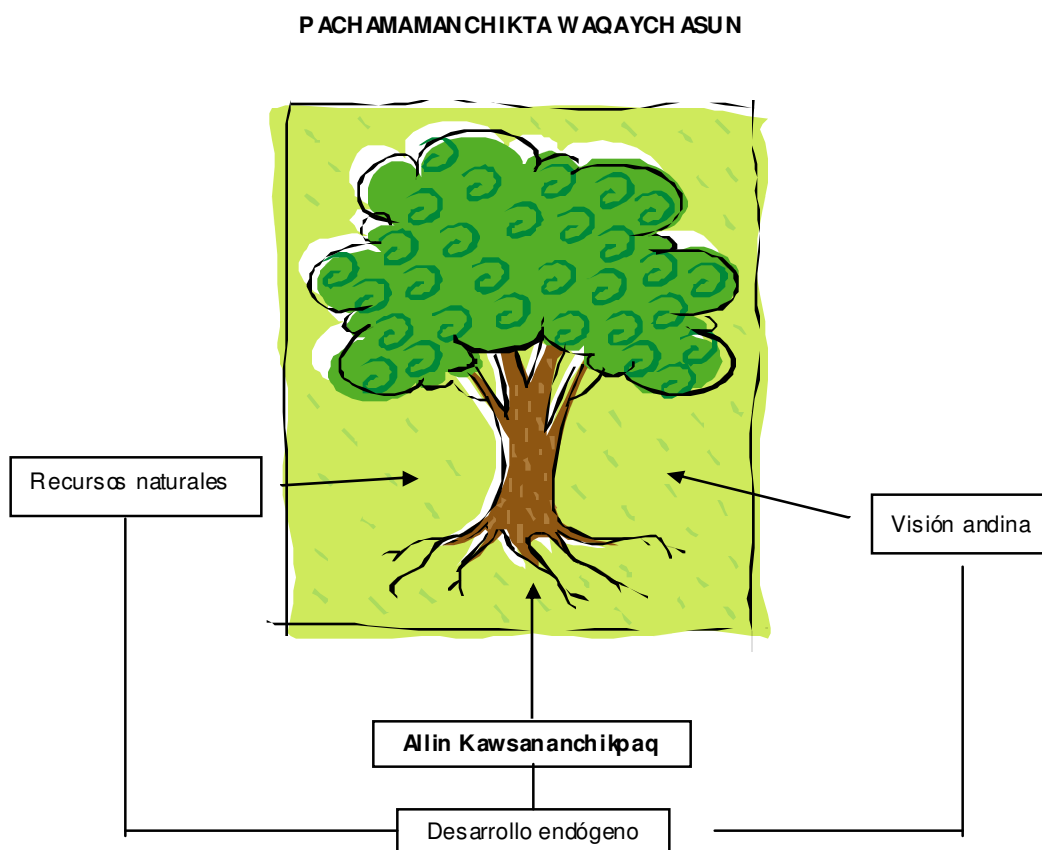 PACHAMAMANCHIKTA WAQAYCHASUN
Recursos naturales
Visión andina
Allin Kawsananchikpaq
Desarrollo endógeno